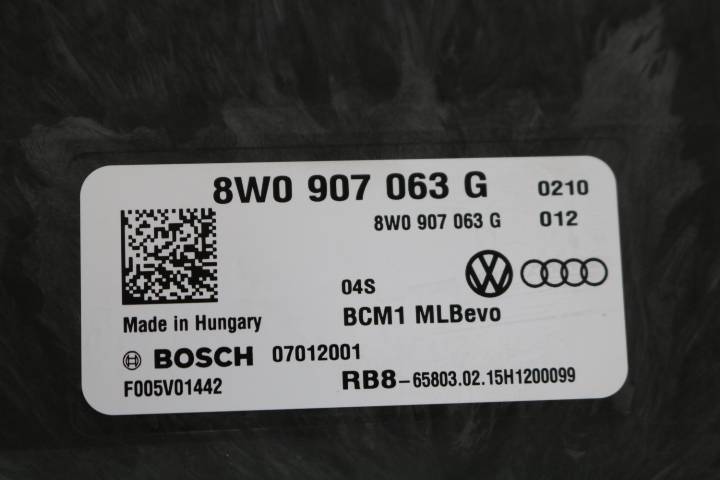 8W0 907 063 G 0210
8W0 907 063 G 012
04S
Made in Hungary BCM1 MLBevo
BOSCH 07012001
F005V01442 RB8-65803.02.15H1200099